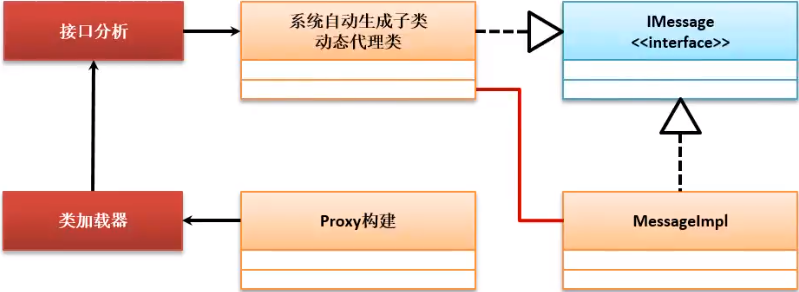 接口分析
系统自动生成子类
动态代理类
IMessage
<<interface>>
类加载器
Proxy构建
MessageImpl